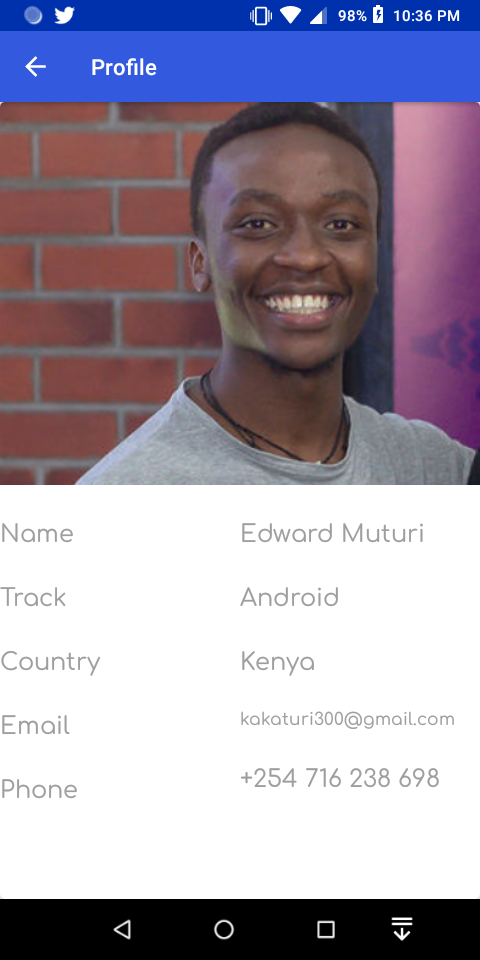 98% 10:36 PM
Profile
Name Edward Muturi
Track Android
Country Kenya
Email kakaturi300@gmail.com
Phone +254 716 238 698